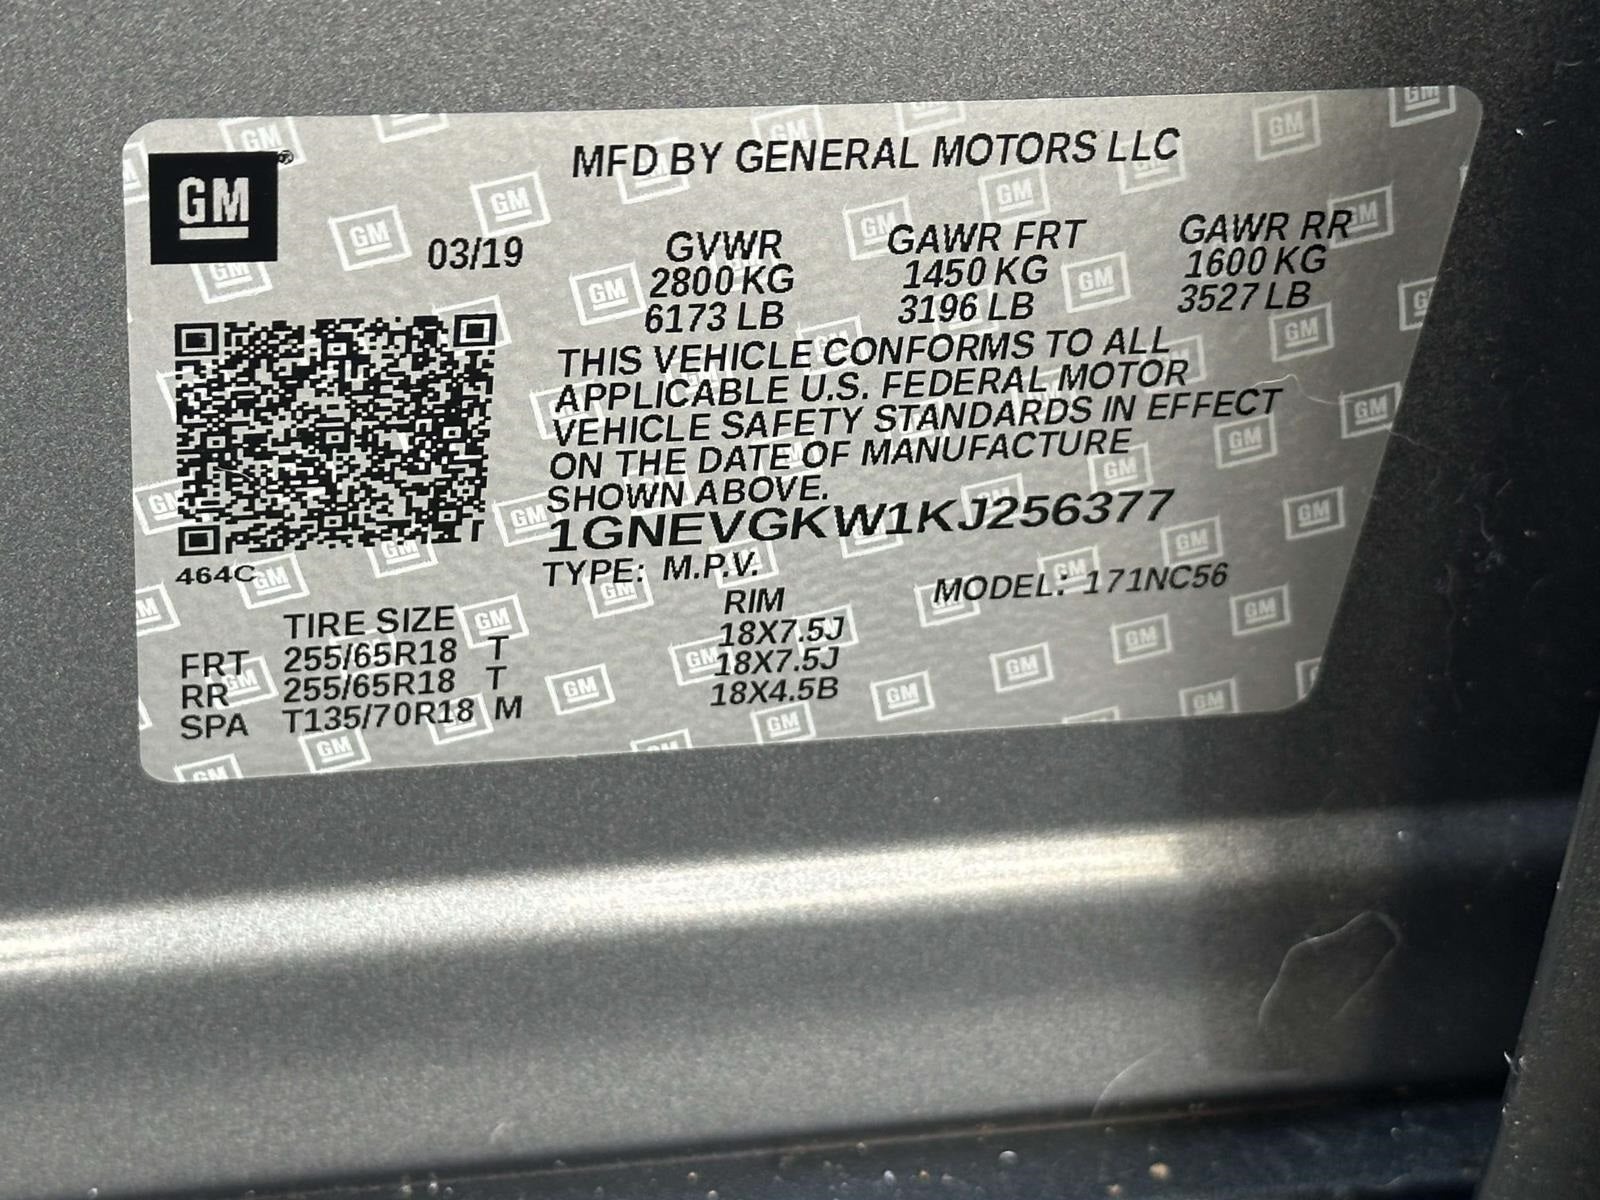 GM
MFD BY GENERAL MOTORS LLC
03/19
GVWR GAWR FRT GAWR RR
2800 KG 1450 KG 1600 KG
6173 LB 3196 LB 3527 LB
THIS VEHICLE CONFORMS TO ALL
APPLICABLE U.S. FEDERAL MOTOR
VEHICLE SAFETY STANDARDS IN EFFECT
ON THE DATE OF MANUFACTURE
SHOWN ABOVE.
1GNEVGKW1KJ256377
464C TYPE: M.P.V. MODEL: 171NC56
TIRE SIZE RIM
FRT 255/65R18 T 18X7.5J
RR 255/65R18 T 18X7.5J
SPA T135/70R18 M 18X4.5B